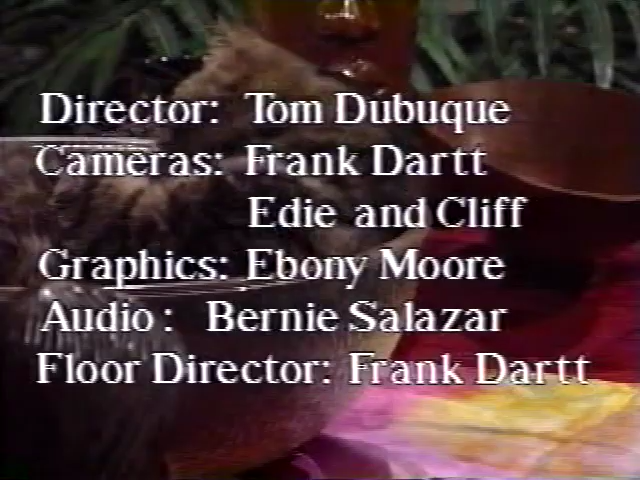 Director: Tom Dubuque
Cameras: Frank Dartt
Edie and Cliff
Graphics: Ebony Moore
Audio: Bernie Salazar
Floor Director: Frank Dartt